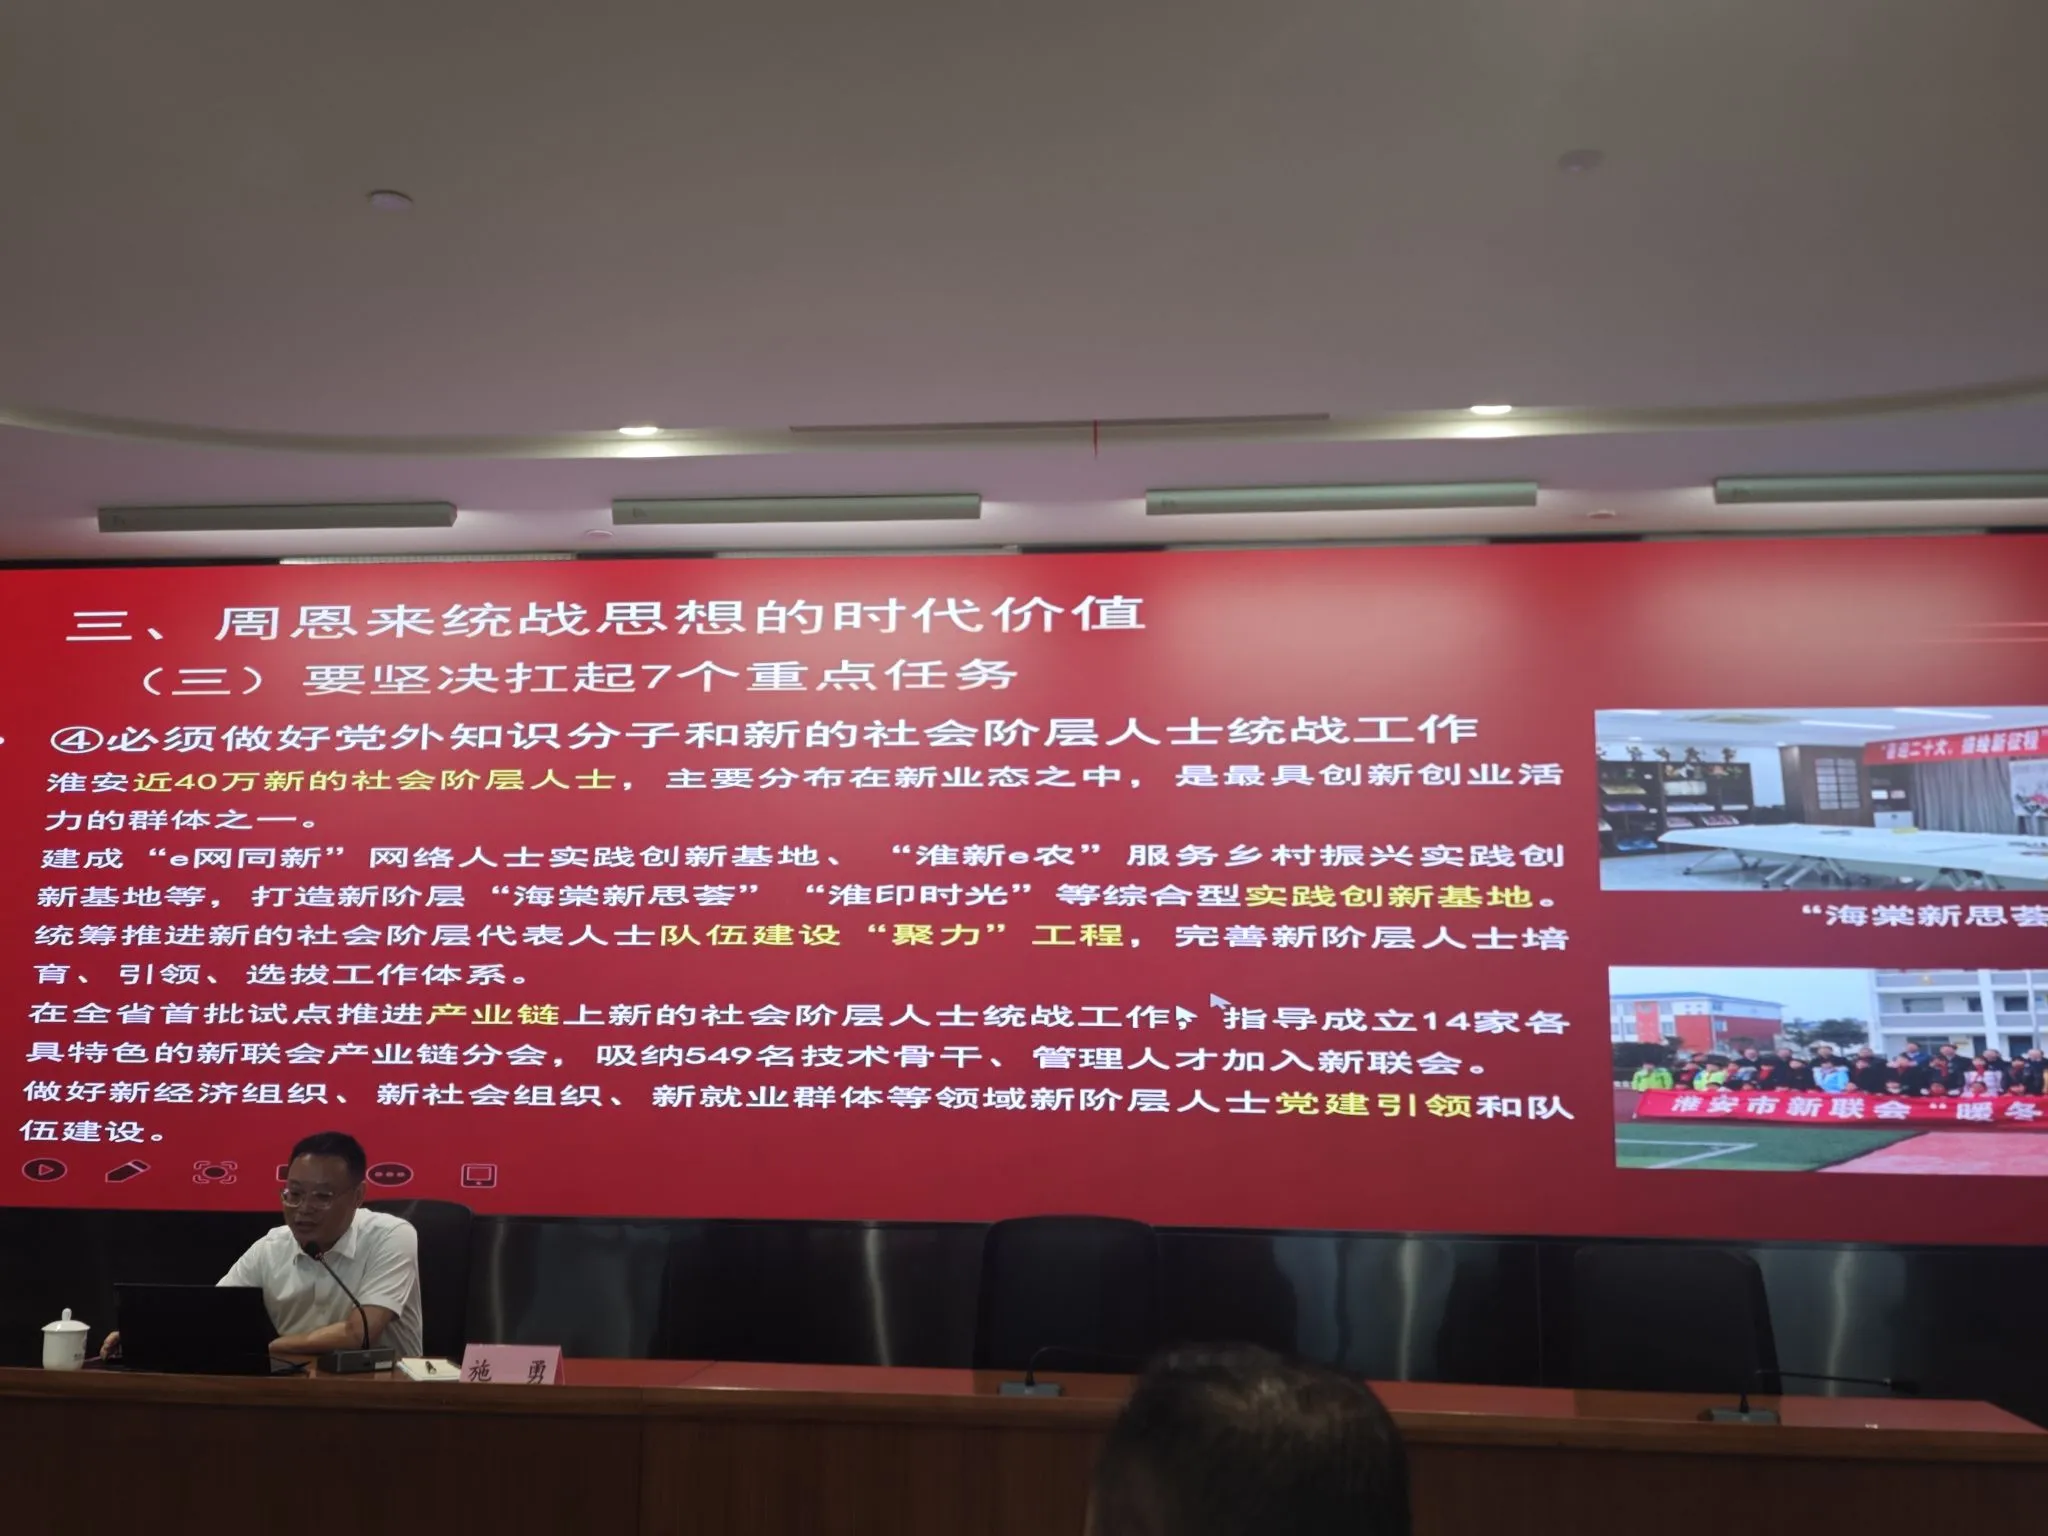 三、周恩来统战思想的时代价值
（三）要坚决扛起7个重点任务
④必须做好党外知识分子和新的社会阶层人士统战工作
淮安近40万新的社会阶层人士，主要分布在新业态之中，是最具创新创业活
力的群体之一。
建成“e网同新”网络人士实践创新基地、“淮新e农”服务乡村振兴实践创
新基地等，打造新阶层“海棠新思荟”“淮印时光”等综合型实践创新基地。
统筹推进新的社会阶层代表人士队伍建设“聚力”工程，完善新阶层人士培
育、引领、选拔工作体系。
在全省首批试点推进产业链上新的社会阶层人士统战工作，指导成立14家各
具特色的新联会产业链分会，吸纳549名技术骨干、管理人才加入新联会。
做好新经济组织、新社会组织、新就业群体等领域新阶层人士党建引领和队
伍建设。
“喜迎二十大，描绘新征程”
“海棠新思荟
淮安市新联会“暖冬
施 勇